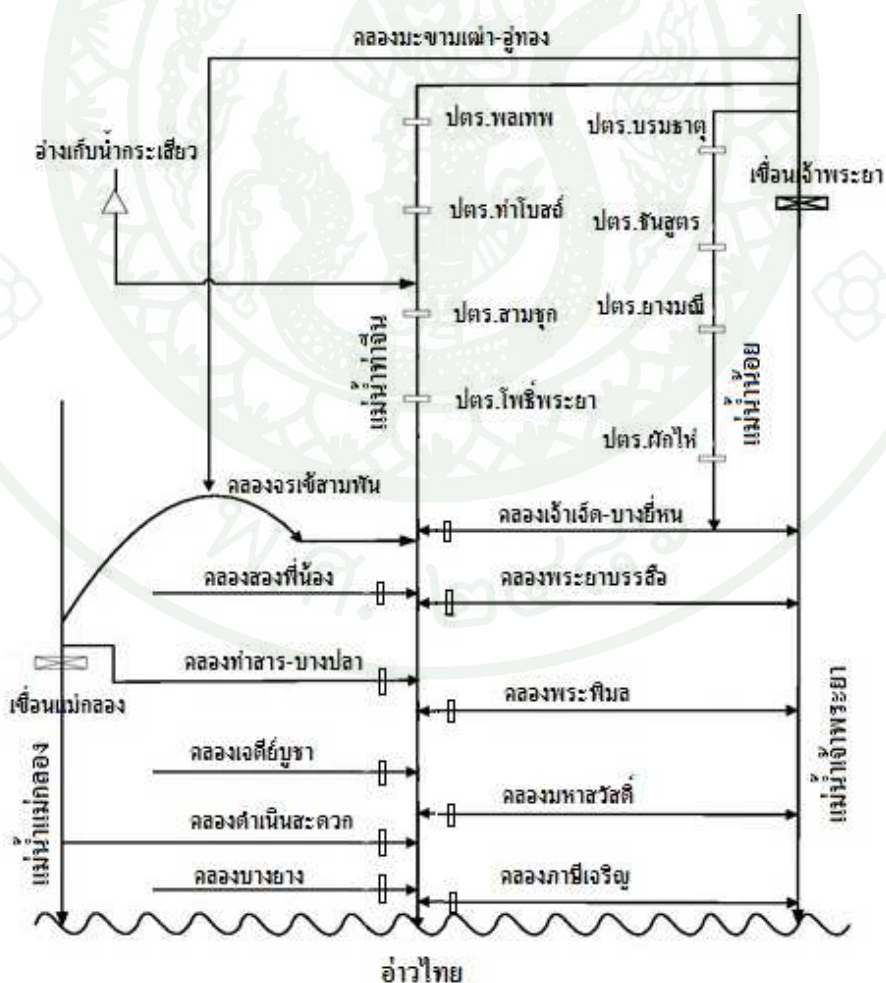 คลองมะขามเฒ่า-อู่ทอง
ปตร.พลเทพ
ปตร.บรมธาตุ
อ่างเก็บน้ำกระเสียว
เขื่อนเจ้าพระยา
ปตร.ท่าโบสถ์
ปตร.ชันสูตร
ปตร.สามชุก
ปตร.ยางมณี
แม่น้ำท่าจีน
แม่น้ำน้อย
ปตร.โพธิ์พระยา
ปตร.ผักไห่
คลองจรเข้สามพัน
คลองเจ้าเจ็ด-บางยี่หน
คลองสองพี่น้อง
คลองพระยาบรรลือ
คลองท่าสาร-บางปลา
เขื่อนแม่กลอง
คลองพระพิมล
แม่น้ำเจ้าพระยา
คลองเจดีย์บูชา
แม่น้ำแม่กลอง
คลองมหาสวัสดิ์
คลองดำเนินสะดวก
คลองบางยาง
คลองภาษีเจริญ
อ่าวไทย